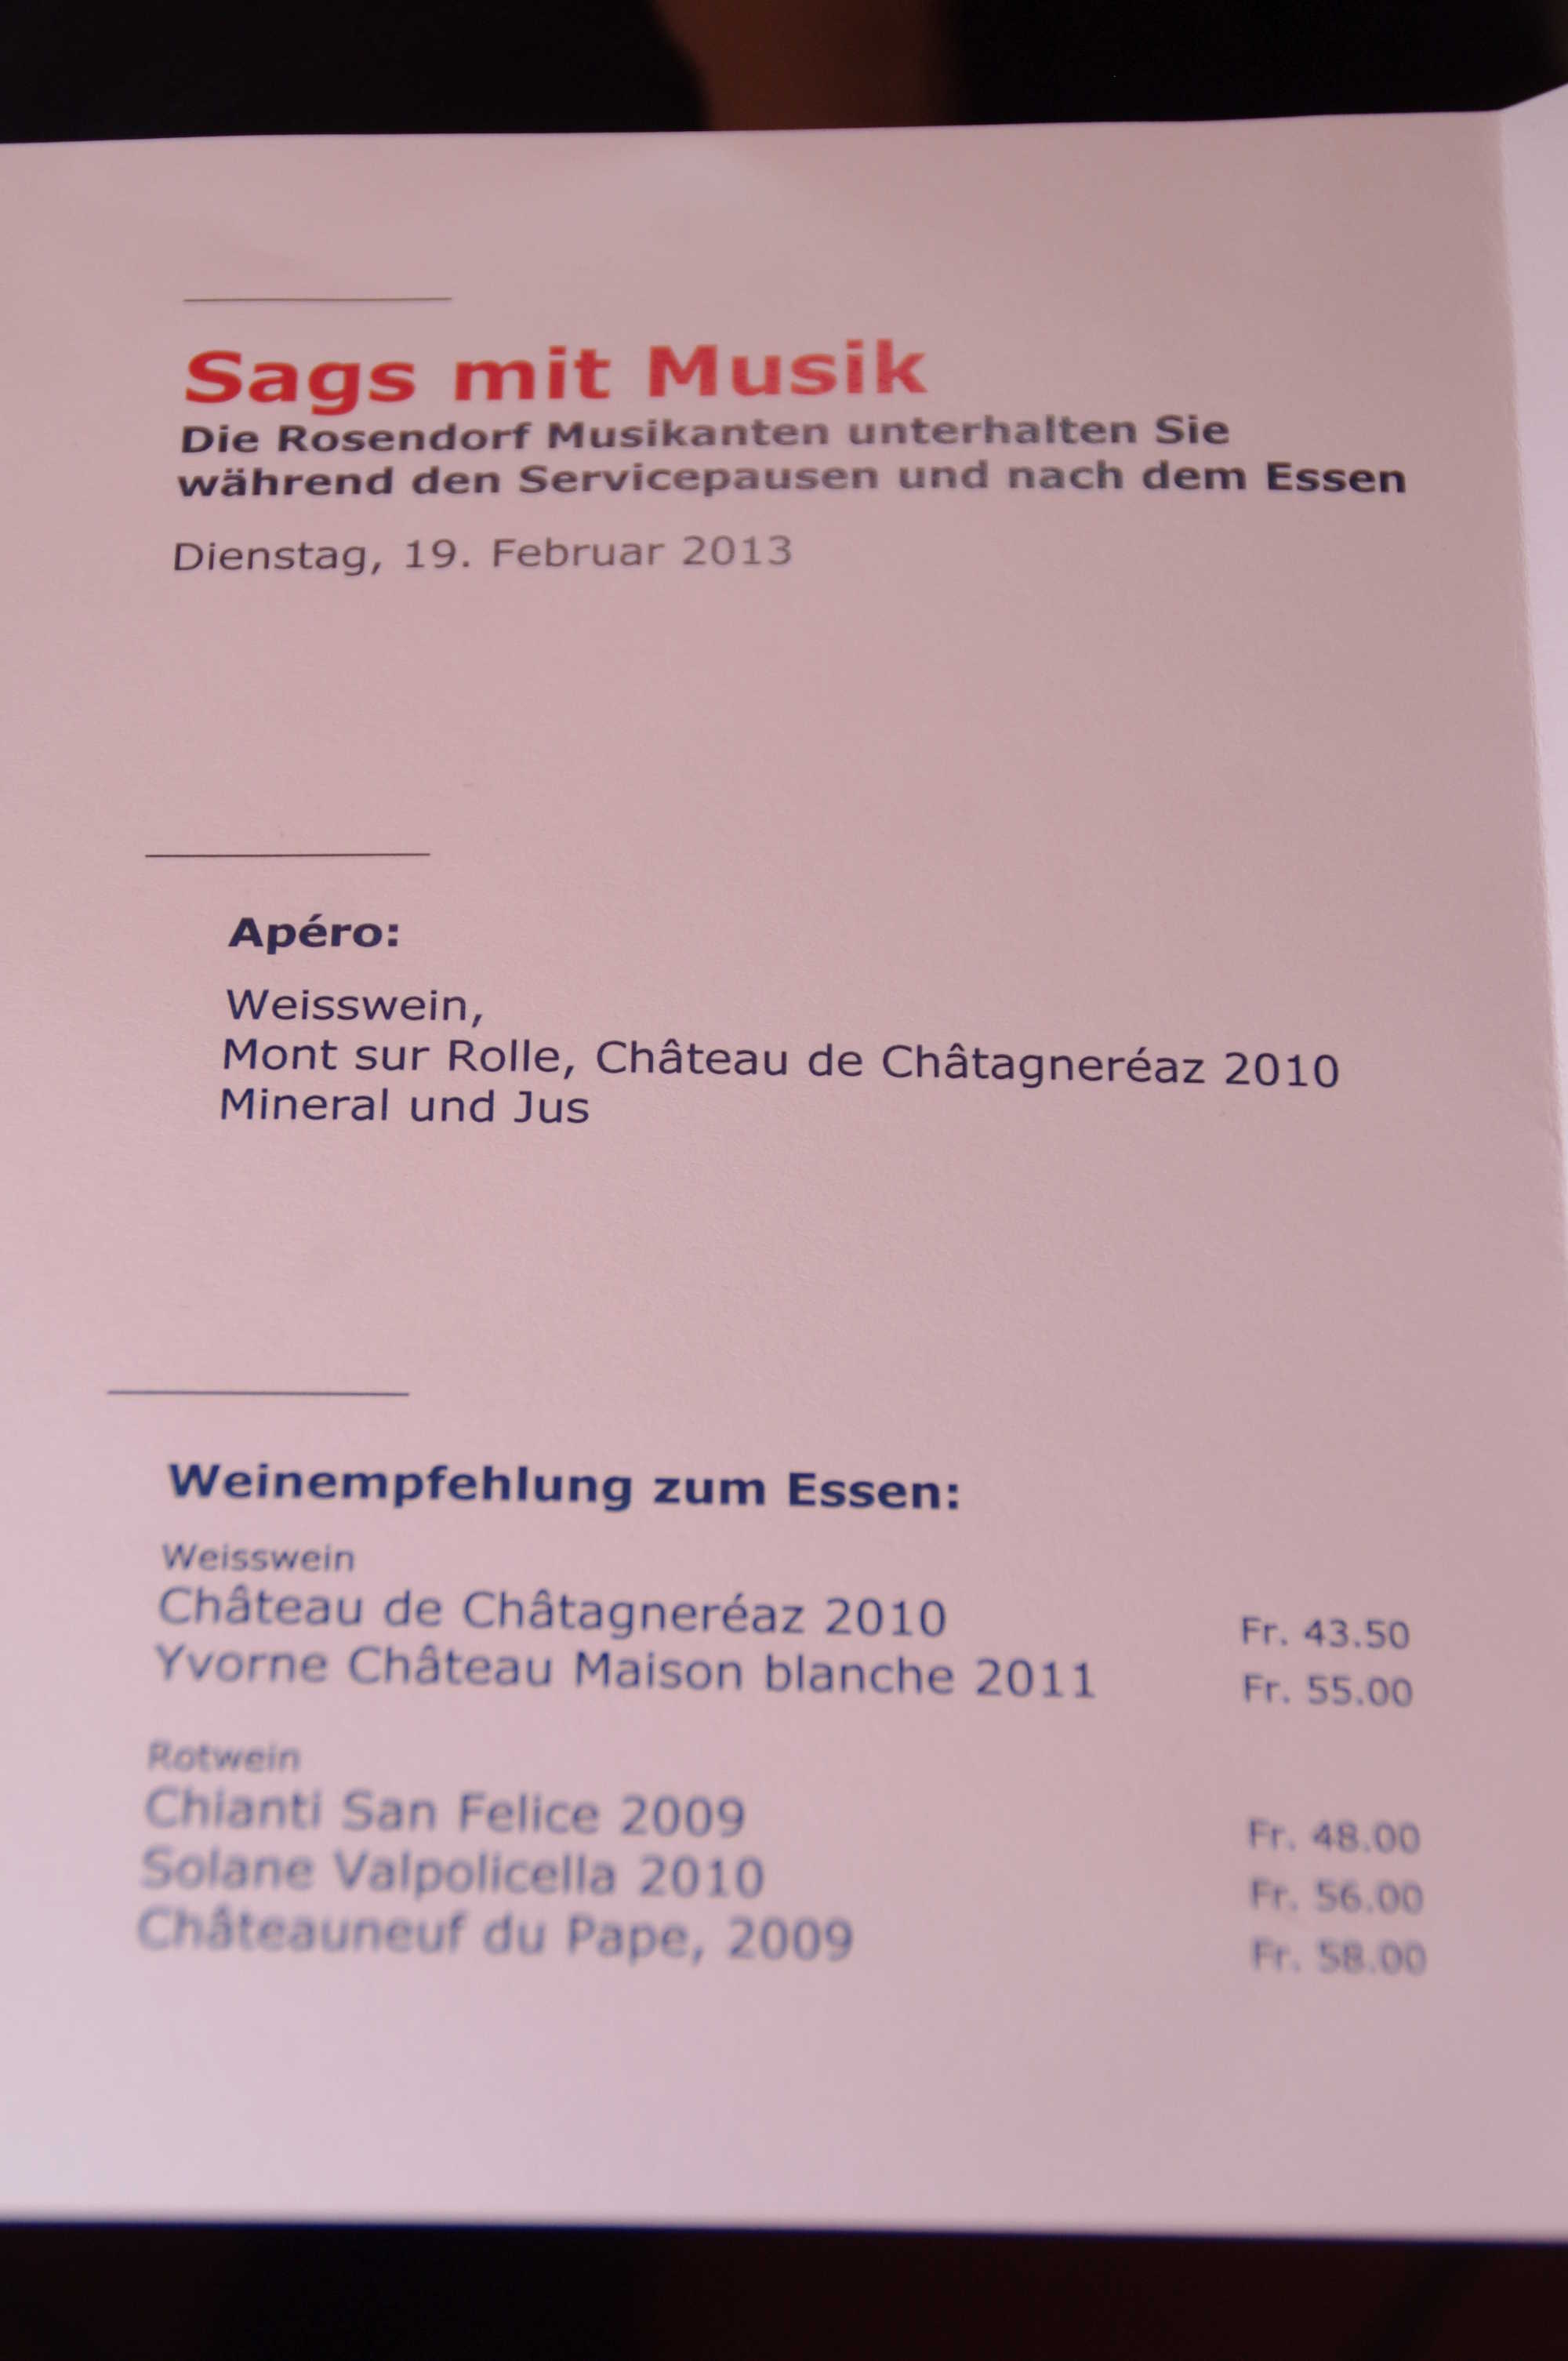 Sags mit Musik
Die Rosendorf Musikanten unterhalten Sie
während den Servicepausen und nach dem Essen
Dienstag, 19. Februar 2013
Apéro:
Weisswein,
Mont sur Rolle, Château de Châtagneréaz 2010
Mineral und Jus
Weinempfehlung zum Essen:
Weisswein
Château de Châtagneréaz 2010 Fr. 43.50
Yvorne Château Maison blanche 2011 Fr. 55.00
Rotwein
Chianti San Felice 2009 Fr. 48.00
Solane Valpolicella 2010 Fr. 56.00
Châteauneuf du Pape, 2009 Fr. 58.00